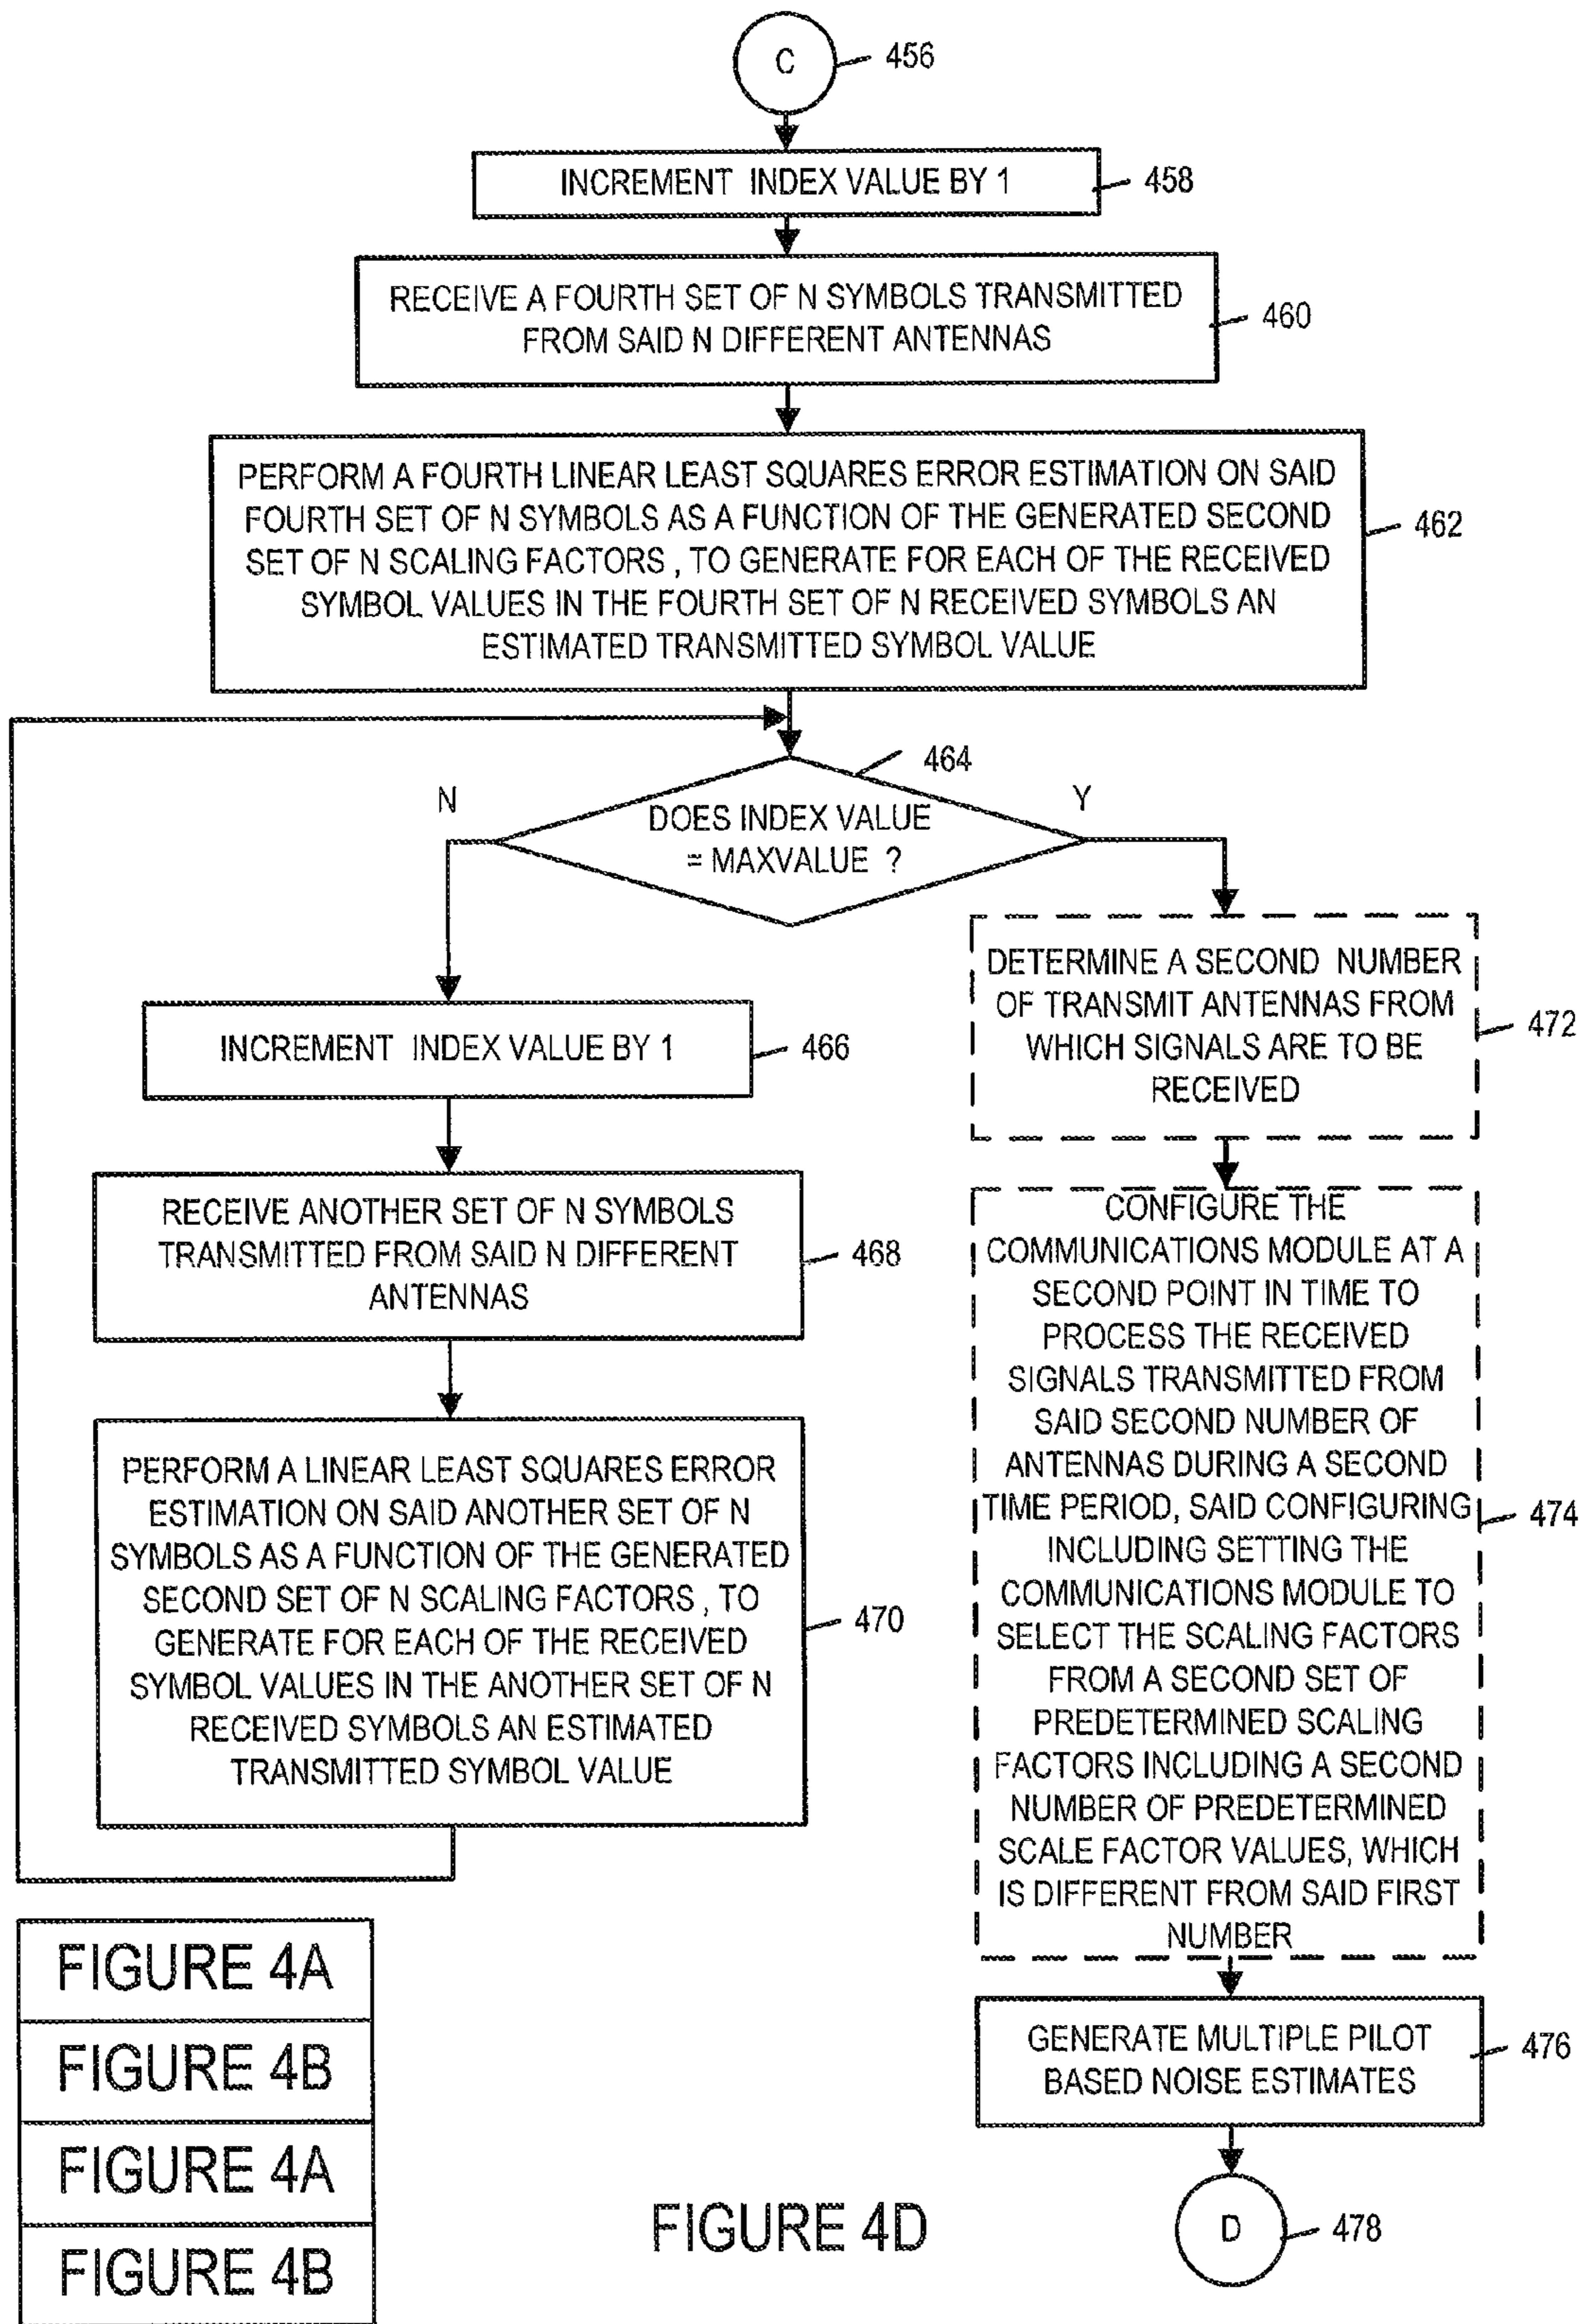 C
456
INCREMENT INDEX VALUE BY 1
458
RECEIVE A FOURTH SET OF N SYMBOLS TRANSMITTED
FROM SAID N DIFFERENT ANTENNAS
460
PERFORM A FOURTH LINEAR LEAST SQUARES ERROR ESTIMATION ON SAID
FOURTH SET OF N SYMBOLS AS A FUNCTION OF THE GENERATED SECOND
SET OF N SCALING FACTORS , TO GENERATE FOR EACH OF THE RECEIVED
SYMBOL VALUES IN THE FOURTH SET OF N RECEIVED SYMBOLS AN
ESTIMATED TRANSMITTED SYMBOL VALUE
462
464
N
Y
DOES INDEX VALUE
= MAXVALUE ?
INCREMENT INDEX VALUE BY 1
466
RECEIVE ANOTHER SET OF N SYMBOLS
TRANSMITTED FROM SAID N DIFFERENT
ANTENNAS
468
PERFORM A LINEAR LEAST SQUARES ERROR
ESTIMATION ON SAID ANOTHER SET OF N
SYMBOLS AS A FUNCTION OF THE GENERATED
SECOND SET OF N SCALING FACTORS , TO
GENERATE FOR EACH OF THE RECEIVED
SYMBOL VALUES IN THE ANOTHER SET OF N
RECEIVED SYMBOLS AN ESTIMATED
TRANSMITTED SYMBOL VALUE
470
DETERMINE A SECOND NUMBER
OF TRANSMIT ANTENNAS FROM
WHICH SIGNALS ARE TO BE
RECEIVED
472
CONFIGURE THE
COMMUNICATIONS MODULE AT A
SECOND POINT IN TIME TO
PROCESS THE RECEIVED
SIGNALS TRANSMITTED FROM
SAID SECOND NUMBER OF
ANTENNAS DURING A SECOND
TIME PERIOD, SAID CONFIGURING
INCLUDING SETTING THE
COMMUNICATIONS MODULE TO
SELECT THE SCALING FACTORS
FROM A SECOND SET OF
PREDETERMINED SCALING
FACTORS INCLUDING A SECOND
NUMBER OF PREDETERMINED
SCALE FACTOR VALUES, WHICH
IS DIFFERENT FROM SAID FIRST
NUMBER
474
GENERATE MULTIPLE PILOT
BASED NOISE ESTIMATES
476
D
478
FIGURE 4A
FIGURE 4B
FIGURE 4A
FIGURE 4B
FIGURE 4D